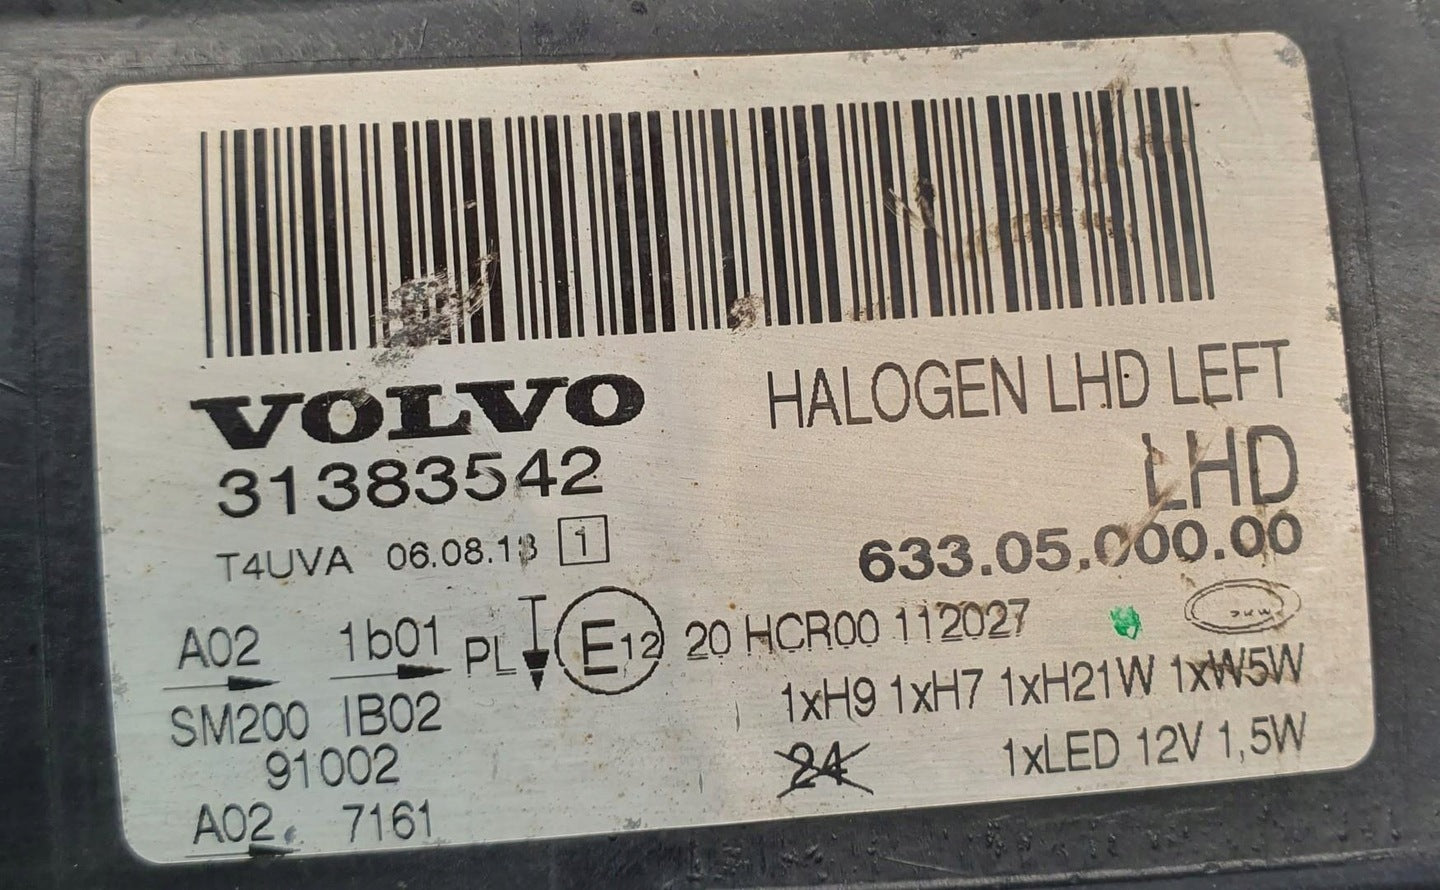 VOLVO
HALOGEN LHD LEFT
31383542
LHD
T4UVA 06.08.13 1
633.05.000.00
A02 1b01 PL E12 20 HCR00 112027
ZKW
SM200 IB02
1xH9 1xH7 1xH21W 1xW5W
91002
24 1xLED 12V 1,5W
A02 7161